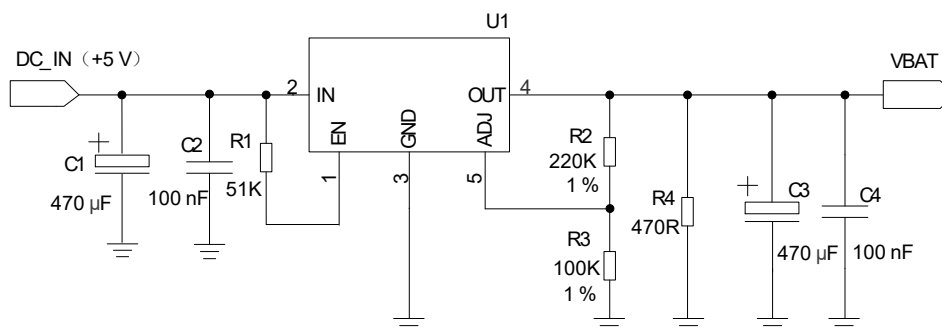 U1
DC_IN（+5 V）
VBAT
2
IN
OUT
4
EN
GND
ADJ
1
3
5
+
C1
470 µF
C2
100 nF
R1
51K
R2
220K
1 %
R3
100K
1 %
R4
470R
+
C3
470 µF
C4
100 nF